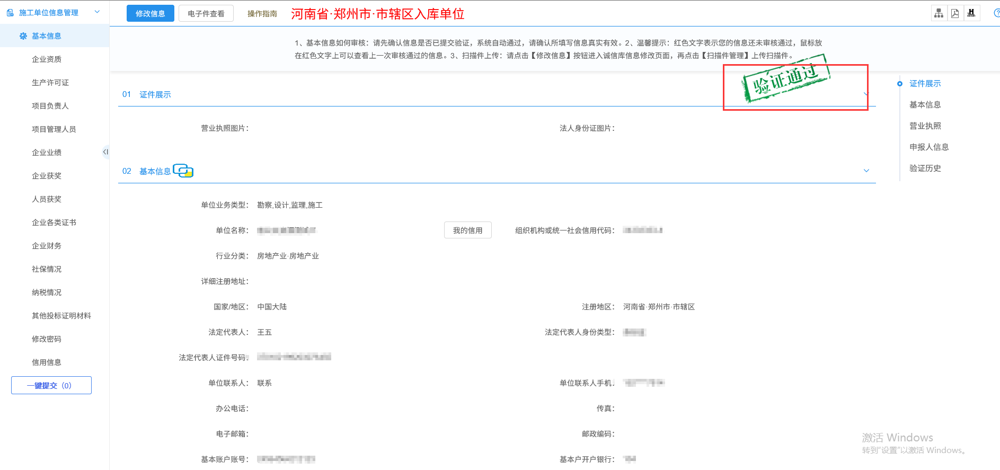 施工单位信息管理
基本信息
企业资质
生产许可证
项目负责人
项目管理人员
企业业绩
企业获奖
人员获奖
企业各类证书
企业财务
社保情况
纳税情况
其他投标证明材料
修改密码
信用信息
一键提交（0）
修改信息
电子件查看
操作指南
河南省·郑州市·市辖区入库单位
1、基本信息如何审核：请先确认信息是否已提交验证，系统自动通过，请确认所填写信息真实有效。2、温馨提示：红色文字表示您的信息还未审核通过，鼠标放
在红色文字上可以查看上一次审核通过的信息。3、扫描件上传：请点击【修改信息】按钮进入诚信库信息修改页面，再点击【扫描件管理】上传扫描件。
验证通过
01 证件展示
营业执照图片：
法人身份证图片：
02 基本信息
单位业务类型： 勘察,设计,监理,施工
单位名称：
我的信用
组织机构或统一社会信用代码：
行业分类： 房地产业·房地产业
详细注册地址：
国家/地区： 中国大陆
注册地区： 河南省·郑州市·市辖区
法定代表人： 王五
法定代表人身份类型：
法定代表人证件号码：
单位联系人： 联系
单位联系人手机
办公电话：
传真：
电子邮箱：
邮政编码：
基本账户账号：
基本户开户银行：
证件展示
基本信息
营业执照
申报人信息
验证历史
激活 Windows
转到“设置”以激活 Windows。